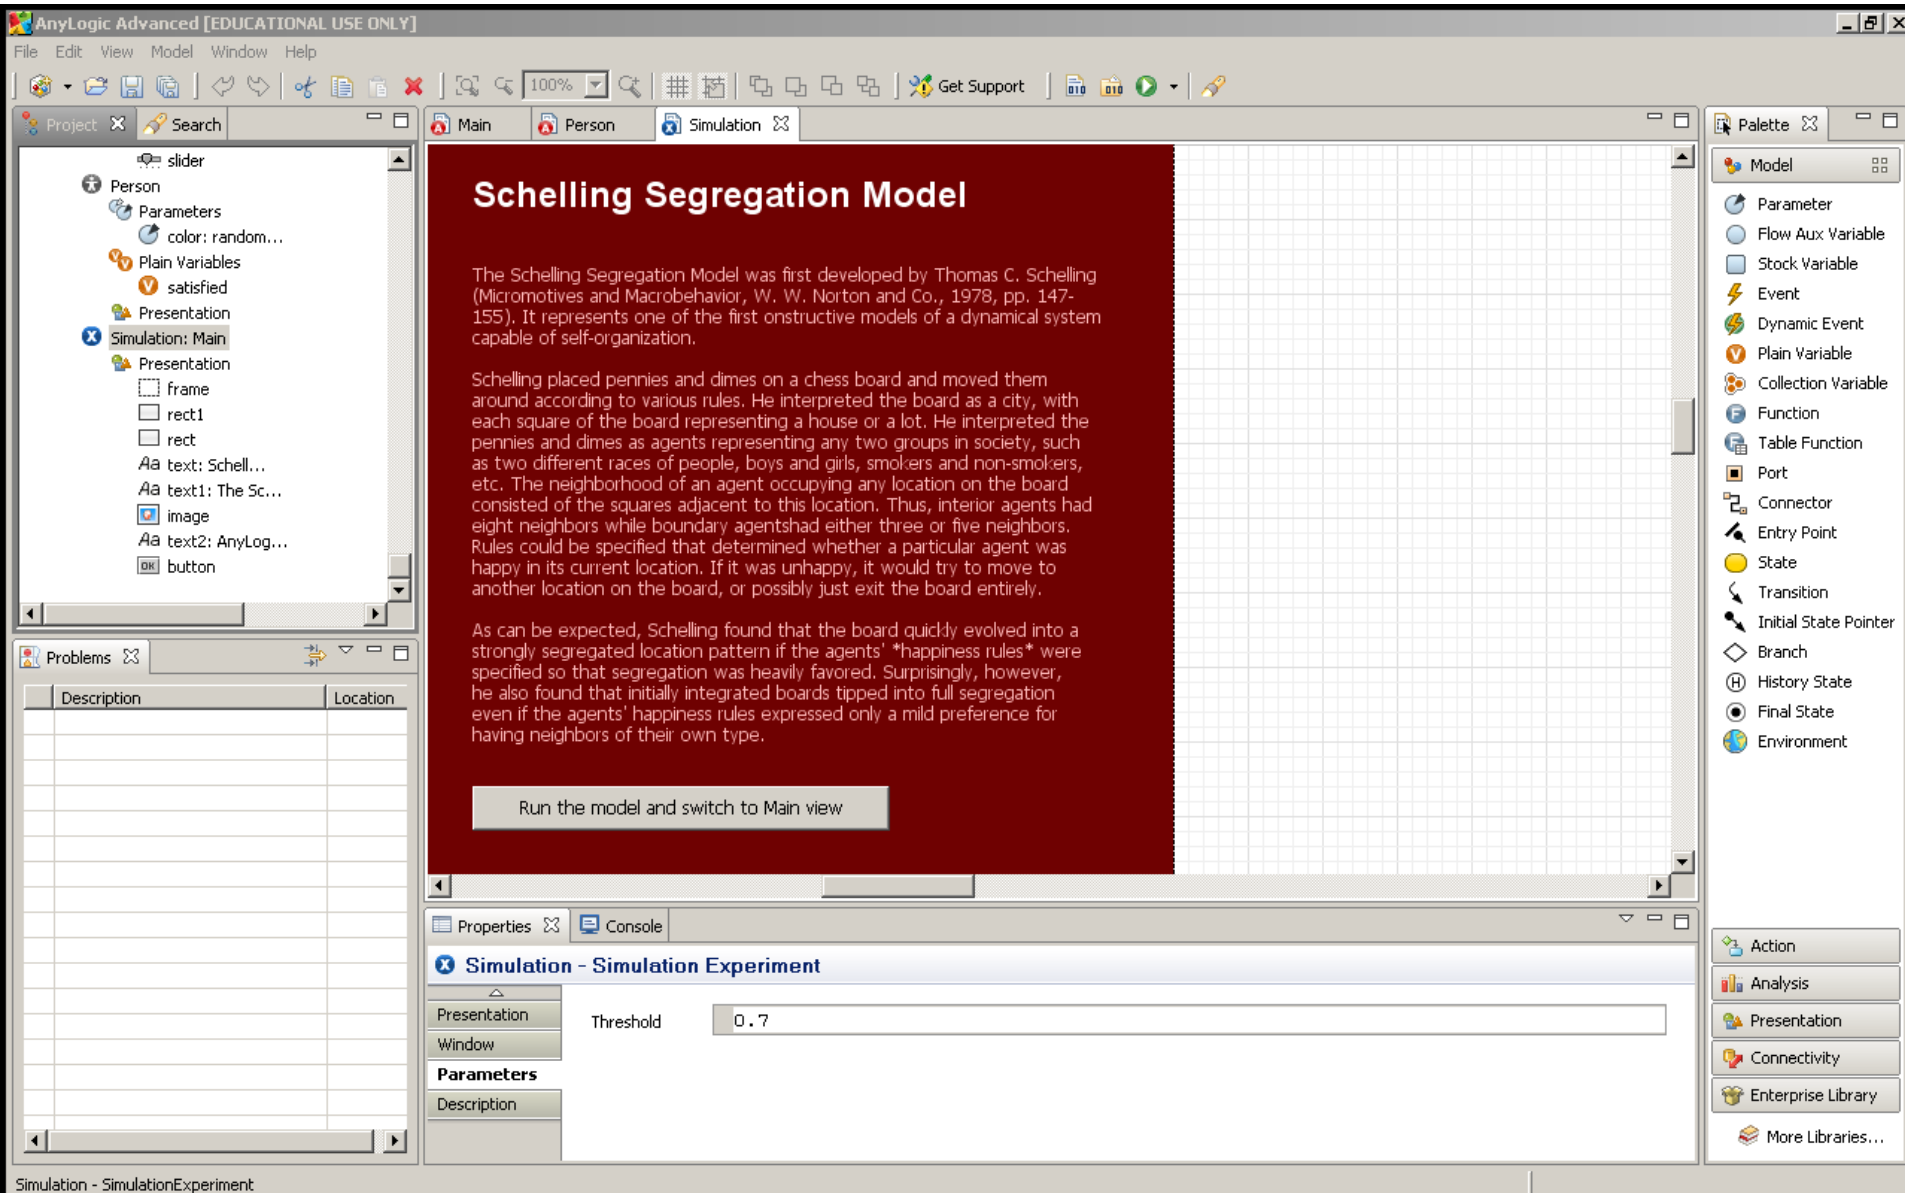 AnyLogic Advanced [EDUCATIONAL USE ONLY]
File Edit View Model Window Help
100% Get Support
Project Search
slider
Person
Parameters
color: random...
Plain Variables
satisfied
Presentation
Simulation: Main
Presentation
frame
rect1
rect
Aa text: Schell...
Aa text1: The Sc...
image
Aa text2: AnyLog...
OK button
Problems
Description Location
Main Person Simulation
Schelling Segregation Model
The Schelling Segregation Model was first developed by Thomas C. Schelling
(Micromotives and Macrobehavior, W. W. Norton and Co., 1978, pp. 147-
155). It represents one of the first onstructive models of a dynamical system
capable of self-organization.
Schelling placed pennies and dimes on a chess board and moved them
around according to various rules. He interpreted the board as a city, with
each square of the board representing a house or a lot. He interpreted the
pennies and dimes as agents representing any two groups in society, such
as two different races of people, boys and girls, smokers and non-smokers,
etc. The neighborhood of an agent occupying any location on the board
consisted of the squares adjacent to this location. Thus, interior agents had
eight neighbors while boundary agentshad either three or five neighbors.
Rules could be specified that determined whether a particular agent was
happy in its current location. If it was unhappy, it would try to move to
another location on the board, or possibly just exit the board entirely.
As can be expected, Schelling found that the board quickly evolved into a
strongly segregated location pattern if the agents' *happiness rules* were
specified so that segregation was heavily favored. Surprisingly, however,
he also found that initially integrated boards tipped into full segregation
even if the agents' happiness rules expressed only a mild preference for
having neighbors of their own type.
Run the model and switch to Main view
Properties Console
Simulation - Simulation Experiment
Presentation
Window
Parameters
Description
Threshold 0.7
Palette
Model
Parameter
Flow Aux Variable
Stock Variable
Event
Dynamic Event
Plain Variable
Collection Variable
Function
Table Function
Port
Connector
Entry Point
State
Transition
Initial State Pointer
Branch
History State
Final State
Environment
Action
Analysis
Presentation
Connectivity
Enterprise Library
More Libraries...
Simulation - SimulationExperiment